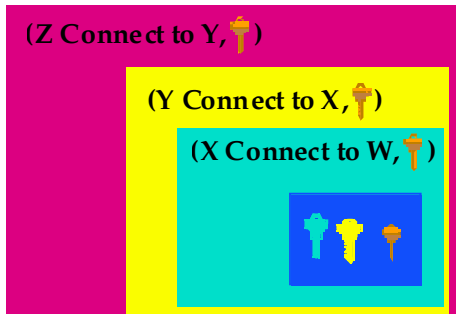 (Z Connect to Y, )
(Y Connect to X, )
(X Connect to W, )